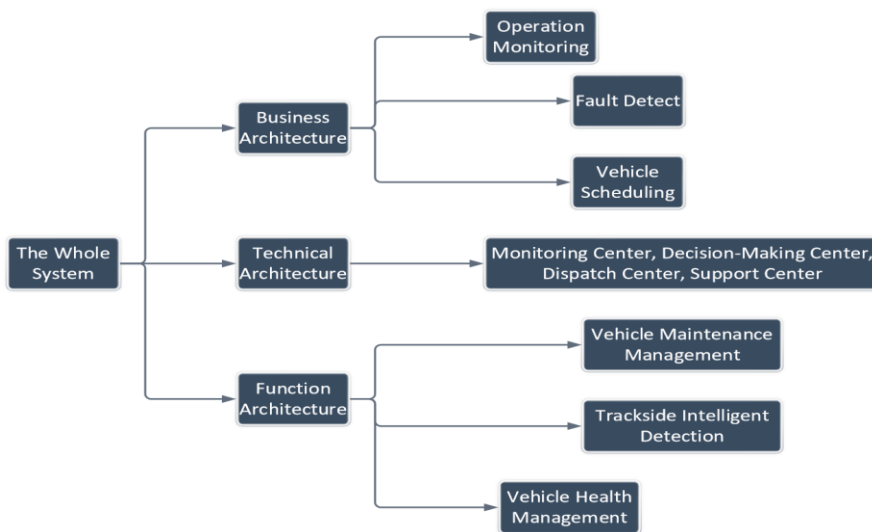 Operation
Monitoring
Fault Detect
Business
Architecture
Vehicle
Scheduling
The Whole
System
Technical
Architecture
Monitoring Center, Decision-Making Center,
Dispatch Center, Support Center
Vehicle Maintenance
Management
Function
Architecture
Trackside Intelligent
Detection
Vehicle Health
Management